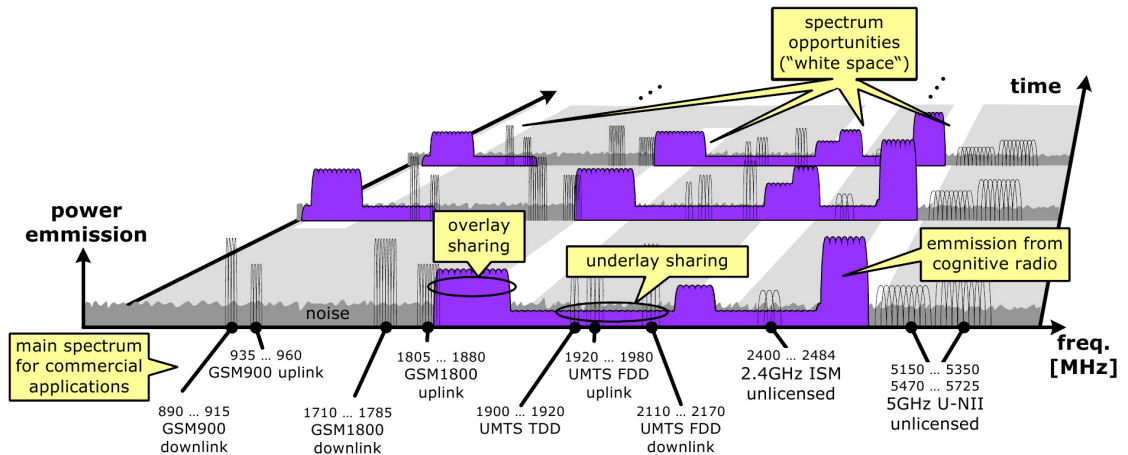 spectrum
opportunities
("white space“)
time
power
emmission
overlay
sharing
underlay sharing
emmission from
cognitive radio
noise
main spectrum
for commercial
applications
freq.
[MHz]
935 ... 960
GSM900 uplink
1805 ... 1880
GSM1800
uplink
1920 ... 1980
UMTS FDD
uplink
2400 ... 2484
2.4GHz ISM
unlicensed
5150 ... 5350
5470 ... 5725
5GHz U-NII
unlicensed
890 ... 915
GSM900
downlink
1710 ... 1785
GSM1800
downlink
1900 ... 1920
UMTS TDD
2110 ... 2170
UMTS FDD
downlink